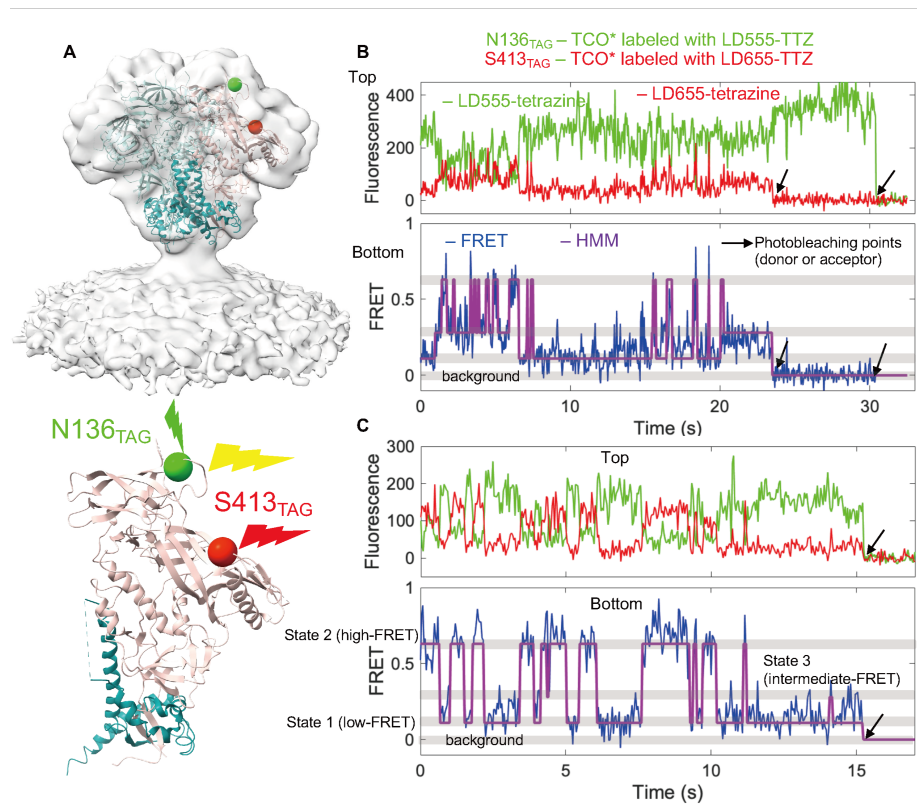 A
N136TAG
S413TAG
B
N136TAG – TCO* labeled with LD555-TTZ
S413TAG – TCO* labeled with LD655-TTZ
Top
– LD555-tetrazine
– LD655-tetrazine
Fluorescence
400
200
0
Bottom
– FRET
– HMM
Photobleaching points
(donor or acceptor)
FRET
1
0.5
0
background
0
10
20
30
Time (s)
C
Top
Fluorescence
300
200
100
0
Bottom
FRET
1
0.5
0
State 2 (high-FRET)
State 3
(intermediate-FRET)
State 1 (low-FRET)
background
0
5
10
15
Time (s)